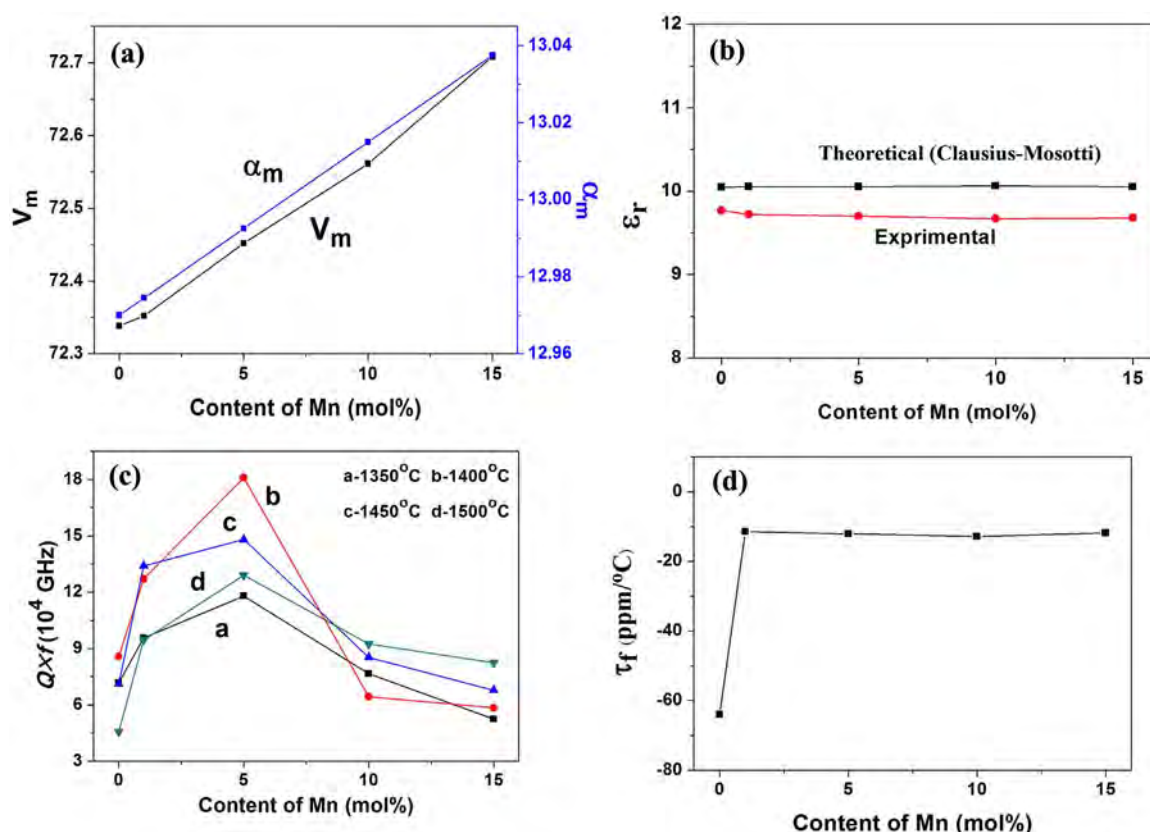 (a)
V_m
72.7
72.6
72.5
72.4
72.3
α_m
V_m
13.04
13.02
13.00
12.98
12.96
α_m
0 5 10 15
Content of Mn (mol%)
(b)
ε_r
12
11
10
9
8
Theoretical (Clausius-Mosotti)
Exprimental
0 5 10 15
Content of Mn (mol%)
(c)
Q×f (10^4 GHz)
18
15
12
9
6
3
a-1350°C b-1400°C
c-1450°C d-1500°C
b
c
d
a
0 5 10 15
Content of Mn (mol%)
(d)
τ_f (ppm/°C)
0
-20
-40
-60
-80
0 5 10 15
Content of Mn (mol%)